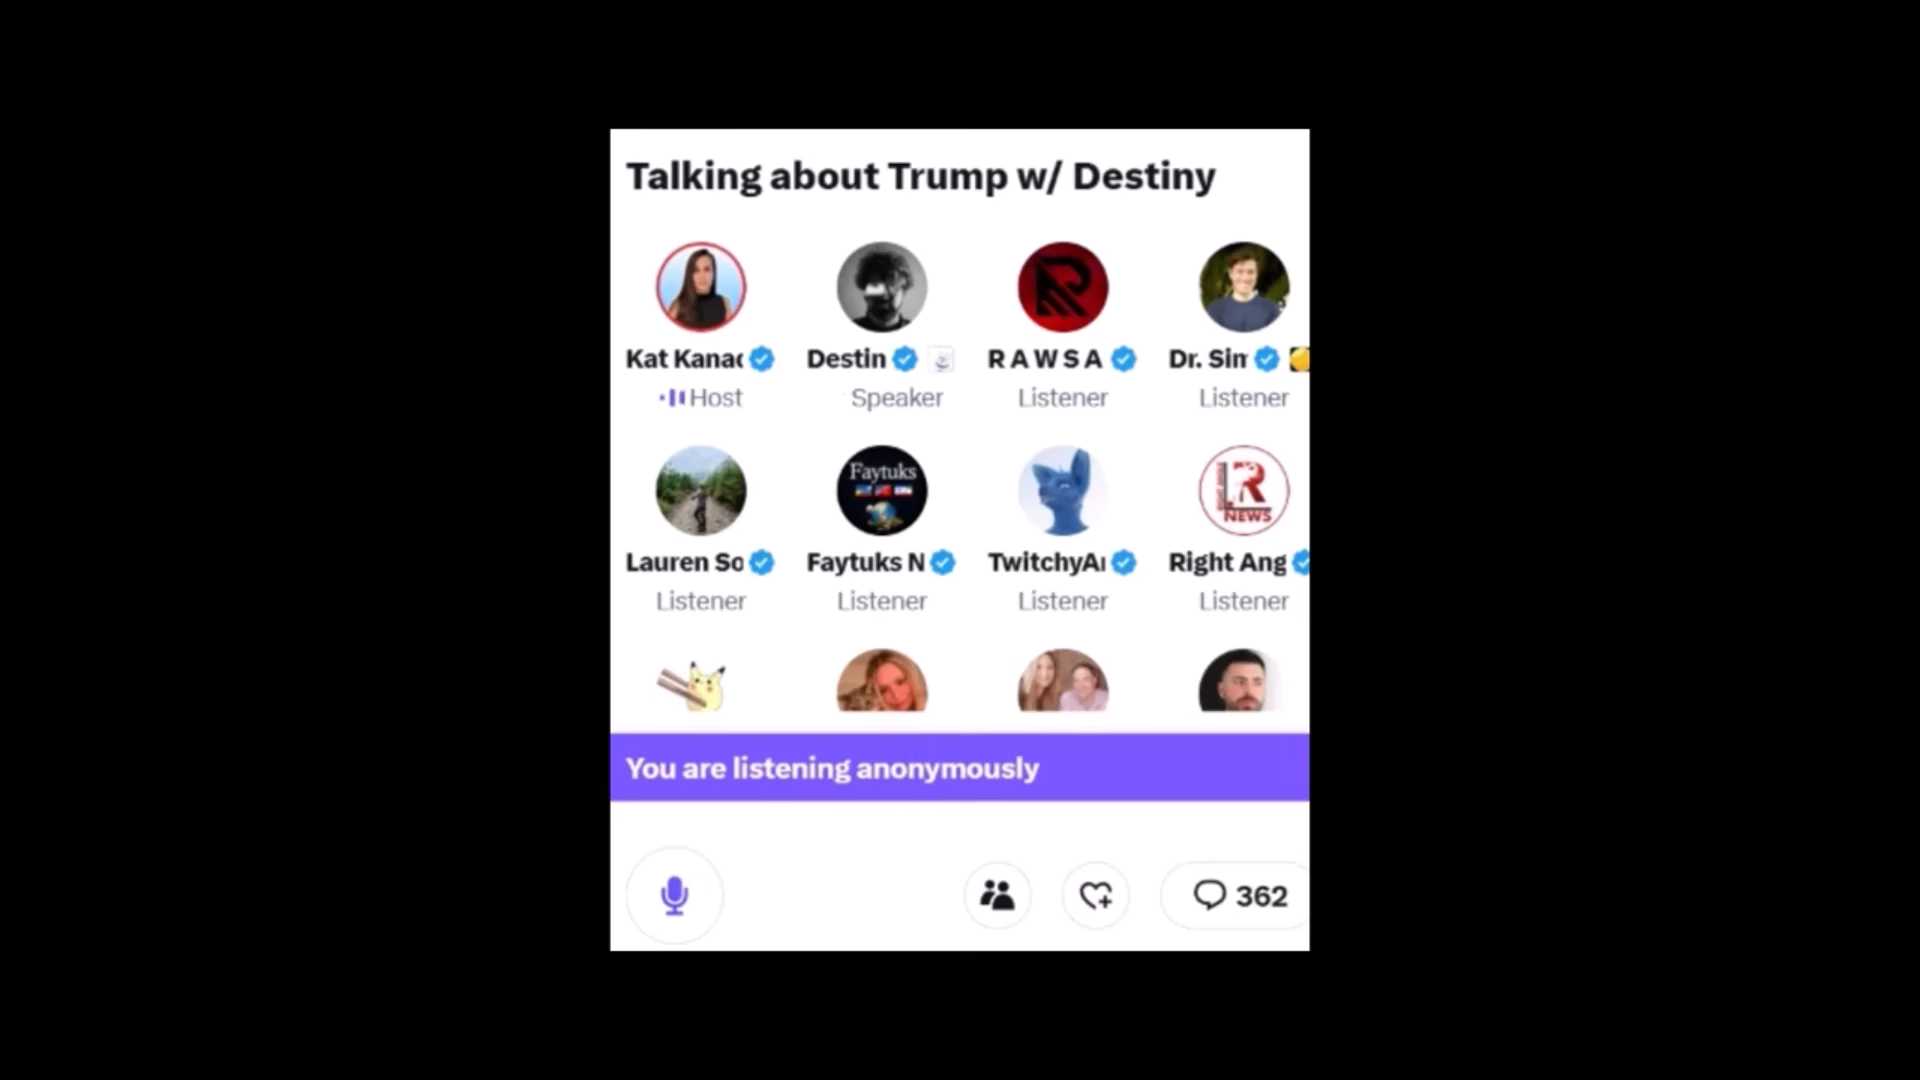 Talking about Trump w/ Destiny
Kat Kanac Destin R A W S A Dr. Sin
Host Speaker Listener Listener
Faytuks
R NEWS
Lauren So Faytuks N TwitchyAr Right Ang
Listener Listener Listener Listener
You are listening anonymously
362